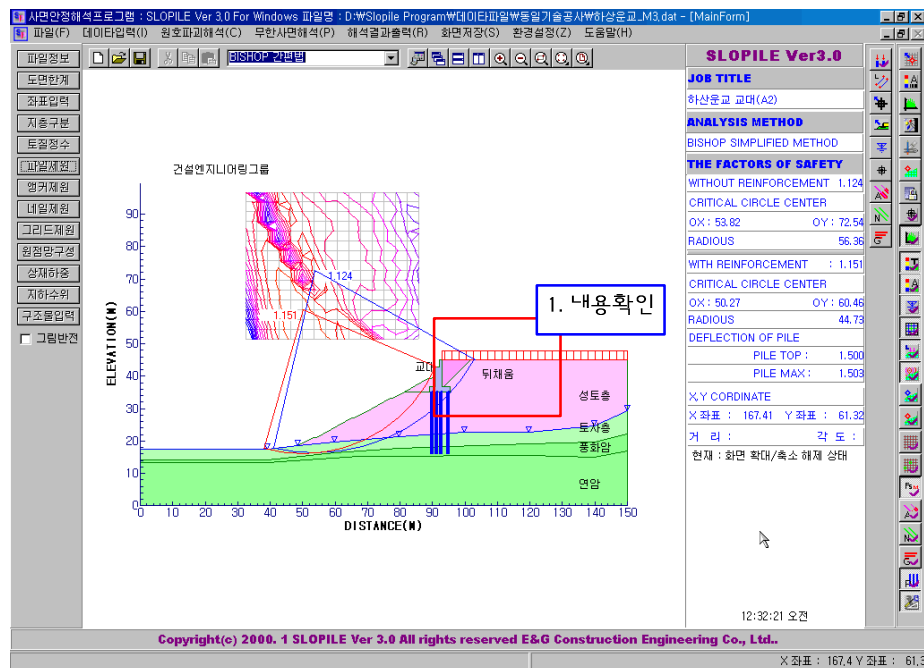 사면안정해석프로그램 : SLOPILE Ver 3.0 For Windows 파일명 : D:\Slopile Program\데이타파일\동일기술공사\하상운교_M3.dat - [MainForm]
파일(F) 데이타입력(I) 원호파괴해석(C) 무한사면해석(P) 해석결과출력(R) 화면저장(S) 환경설정(Z) 도움말(H)
BISHOP 간편법
파일정보
도면한계
좌표입력
지층구분
토질정수
파일제원
앵커제원
네일제원
그리드제원
원점망구성
상재하중
지하수위
구조물입력
그림반전
건설엔지니어링그룹
ELEVATION(M)
90
80
70
60
50
40
30
20
10
0
0 10 20 30 40 50 60 70 80 90 100 110 120 130 140 150
DISTANCE(M)
1.124
1.151
교대
뒤채움
성토층
토사층
풍화암
연암
1. 내용확인
SLOPILE Ver3.0
JOB TITLE
하산운교 교대(A2)
ANALYSIS METHOD
BISHOP SIMPLIFIED METHOD
THE FACTORS OF SAFETY
WITHOUT REINFORCEMENT 1.124
CRITICAL CIRCLE CENTER
OX : 53.82 OY : 72.54
RADIOUS 56.36
WITH REINFORCEMENT : 1.151
CRITICAL CIRCLE CENTER
OX : 50.27 OY : 60.46
RADIOUS 44.73
DEFLECTION OF PILE
PILE TOP : 1.500
PILE MAX : 1.503
X,Y CORDINATE
X 좌표 : 167.41 Y 좌표 : 61.32
거 리 : 각 도 :
현재 : 화면 확대/축소 해제 상태
12:32:21 오전
Copyright(c) 2000. 1 SLOPILE Ver 3.0 All rights reserved E&G Construction Engineering Co., Ltd..
X 좌표 : 167.4 Y 좌표 : 61.3